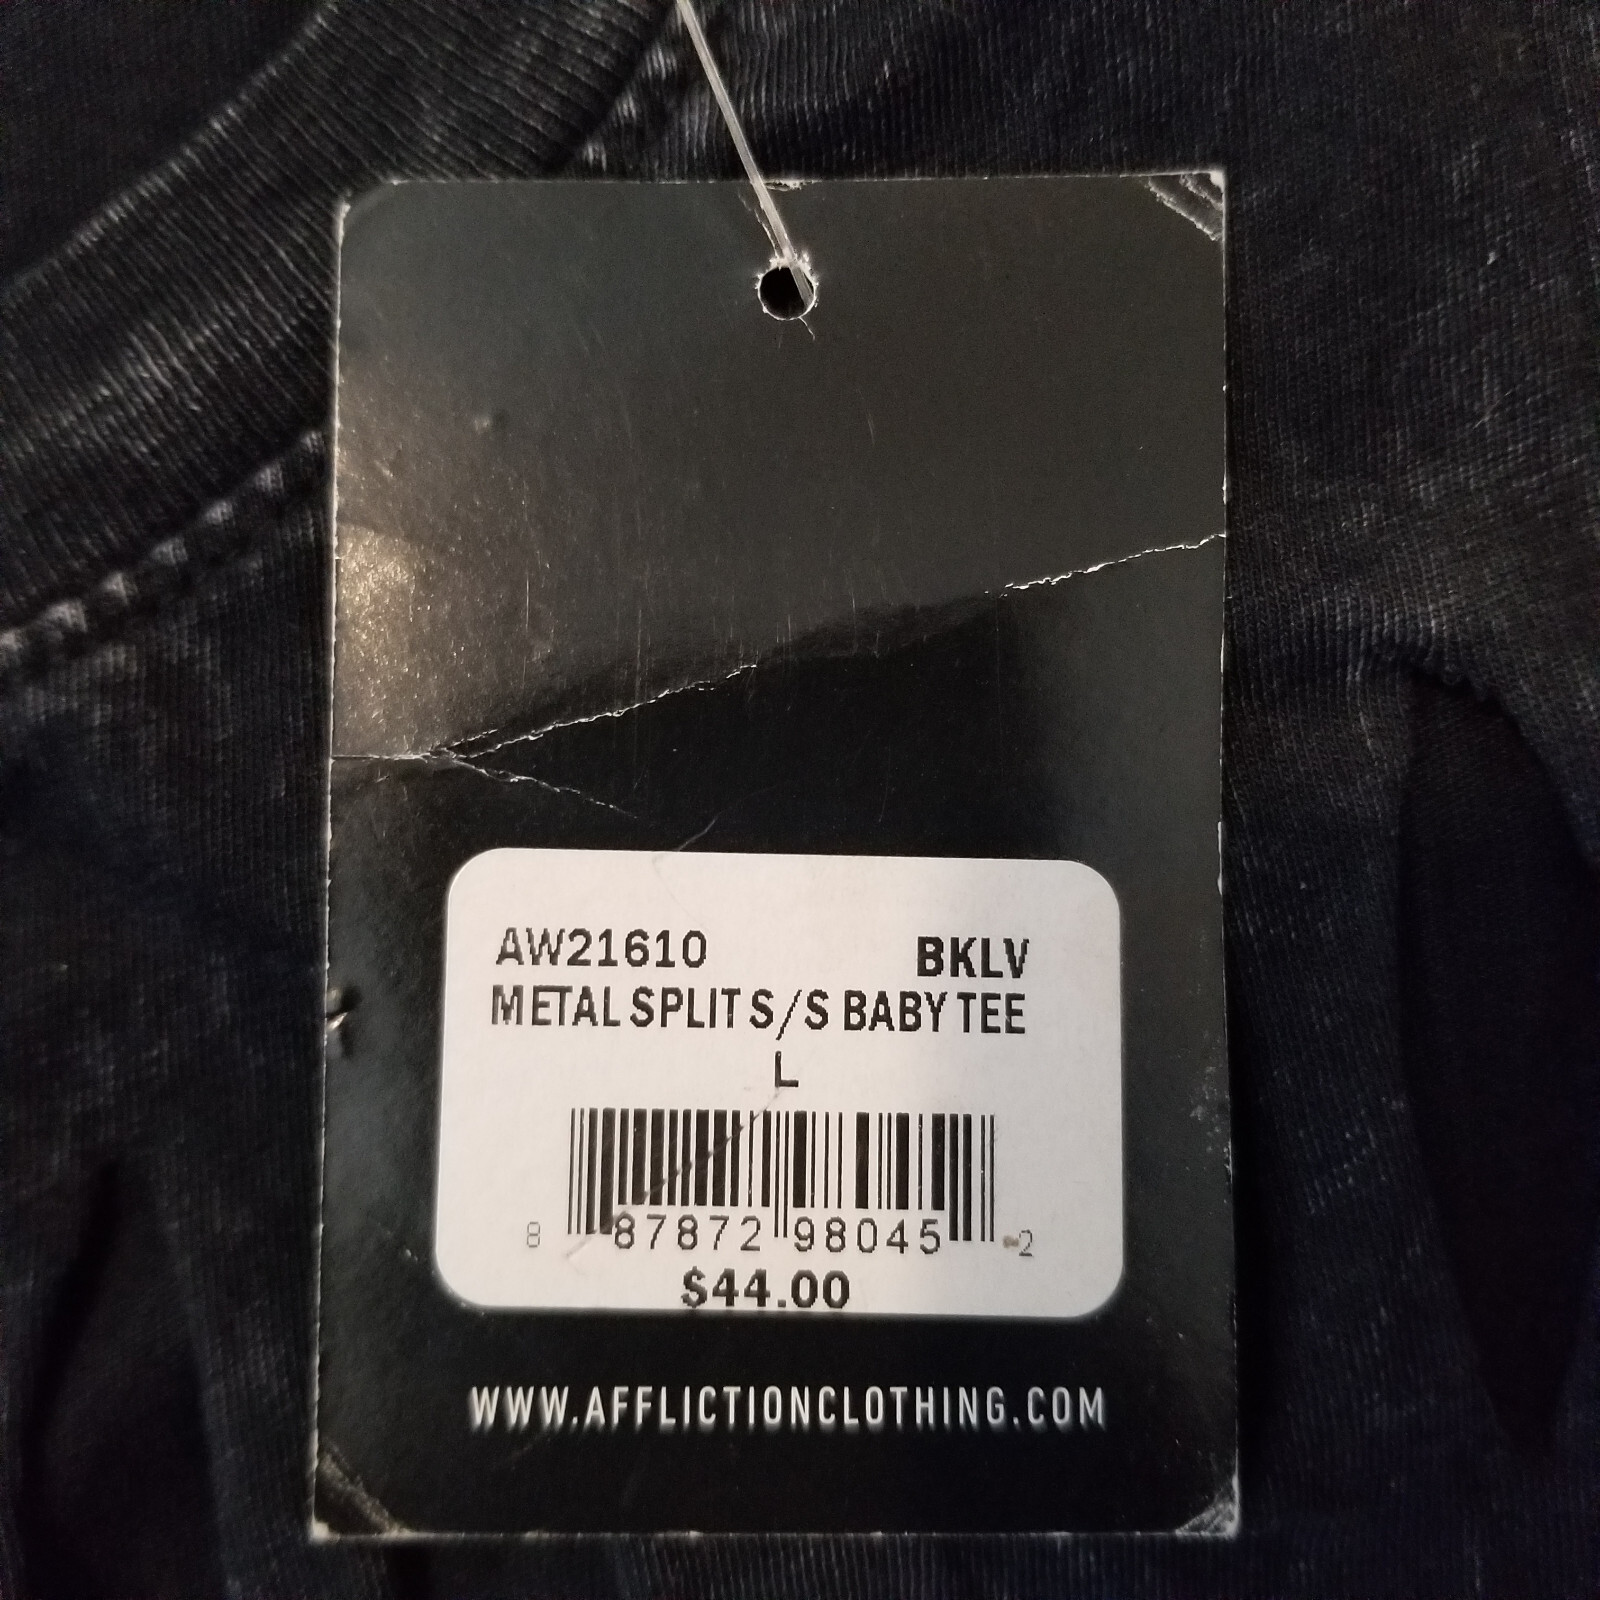 AW21610 BKLV
METAL SPLIT S/S BABY TEE
L
8 87872 98045 2
$44.00
WWW.AFFLICTIONCLOTHING.COM